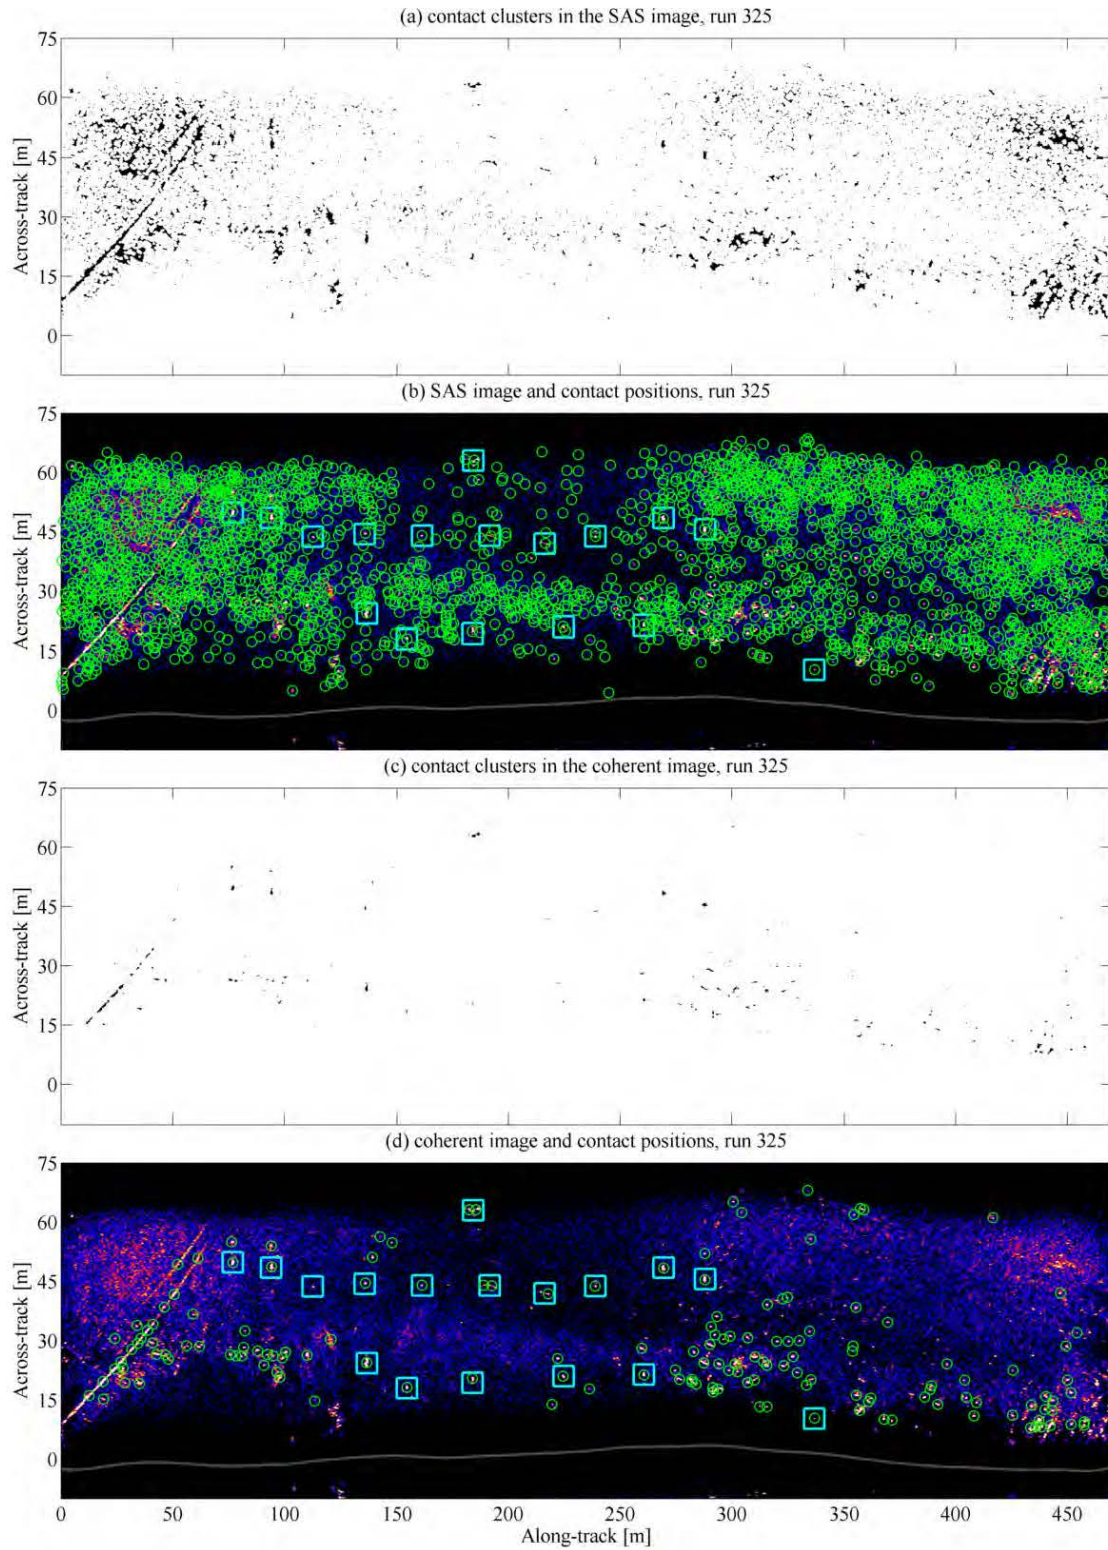 (a) contact clusters in the SAS image, run 325
75
60
45
30
15
0
Across-track [m]
(b) SAS image and contact positions, run 325
75
60
45
30
15
0
Across-track [m]
(c) contact clusters in the coherent image, run 325
75
60
45
30
15
0
Across-track [m]
(d) coherent image and contact positions, run 325
75
60
45
30
15
0
Across-track [m]
0 50 100 150 200 250 300 350 400 450
Along-track [m]